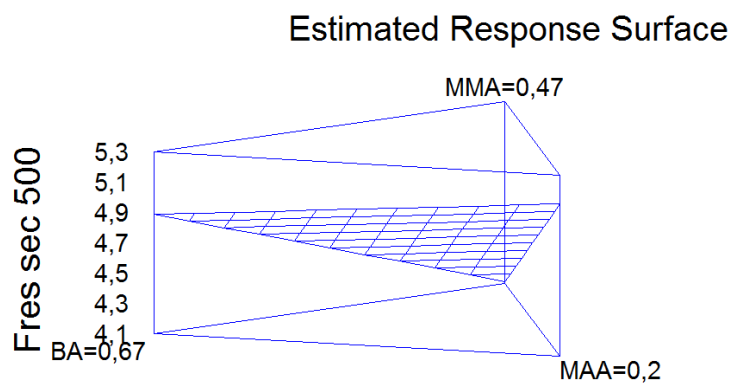 Estimated Response Surface
MMA=0,47
Fres sec 500
5,3
5,1
4,9
4,7
4,5
4,3
4,1
BA=0,67
MAA=0,2